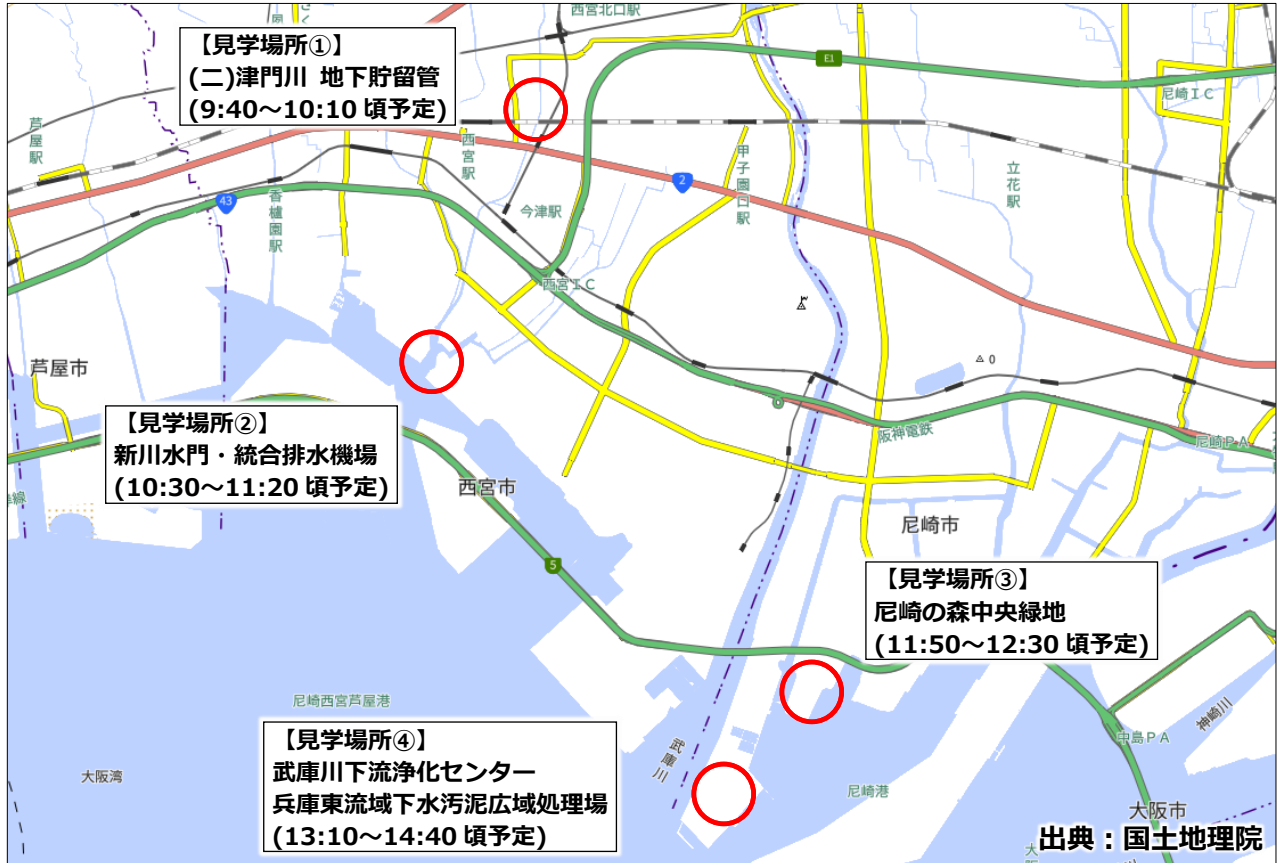 西宮北口駅
【見学場所①】
(二)津門川 地下貯留管
(9:40～10:10 頃予定)
E1
尼崎ＩＣ
芦屋駅
西宮駅
2
甲子園口駅
立花駅
43
香櫨園駅
今津駅
西宮ＩＣ
0
芦屋市
【見学場所②】
新川水門・統合排水機場
(10:30～11:20 頃予定)
阪神電鉄
尼崎ＰＡ
西宮市
尼崎市
5
【見学場所③】
尼崎の森中央緑地
(11:50～12:30 頃予定)
尼崎西宮芦屋港
神崎川
【見学場所④】
武庫川下流浄化センター
兵庫東流域下水汚泥広域処理場
(13:10～14:40 頃予定)
武庫川
中島ＰＡ
大阪湾
尼崎港
大阪市
出典：国土地理院